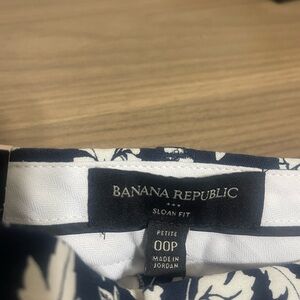 BANANA REPUBLIC
SLOAN FIT
PETITE
00P
MADE IN
JORDAN